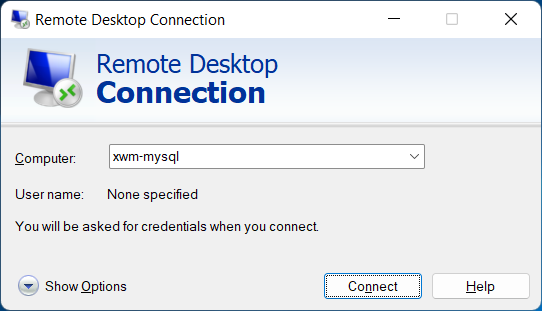 Remote Desktop Connection
Remote Desktop
Connection
Computer:
xwm-mysql
User name:
None specified
You will be asked for credentials when you connect.
Show Options
Connect
Help